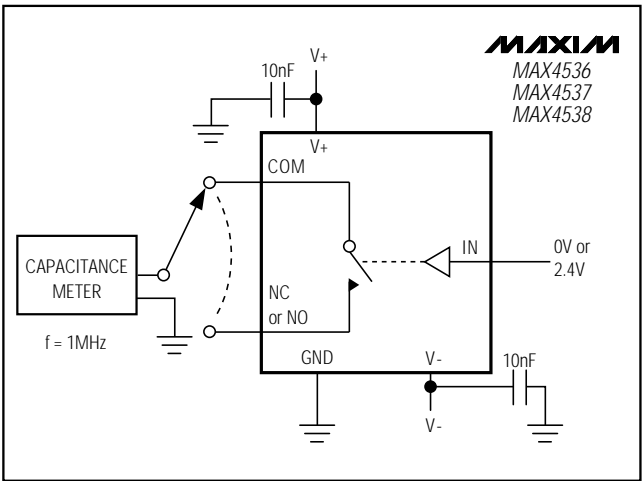 MAXIM
MAX4536
MAX4537
MAX4538
V+
10nF
V+
COM
IN
0V or
2.4V
CAPACITANCE
METER
NC
or NO
f = 1MHz
GND
V-
10nF
V-